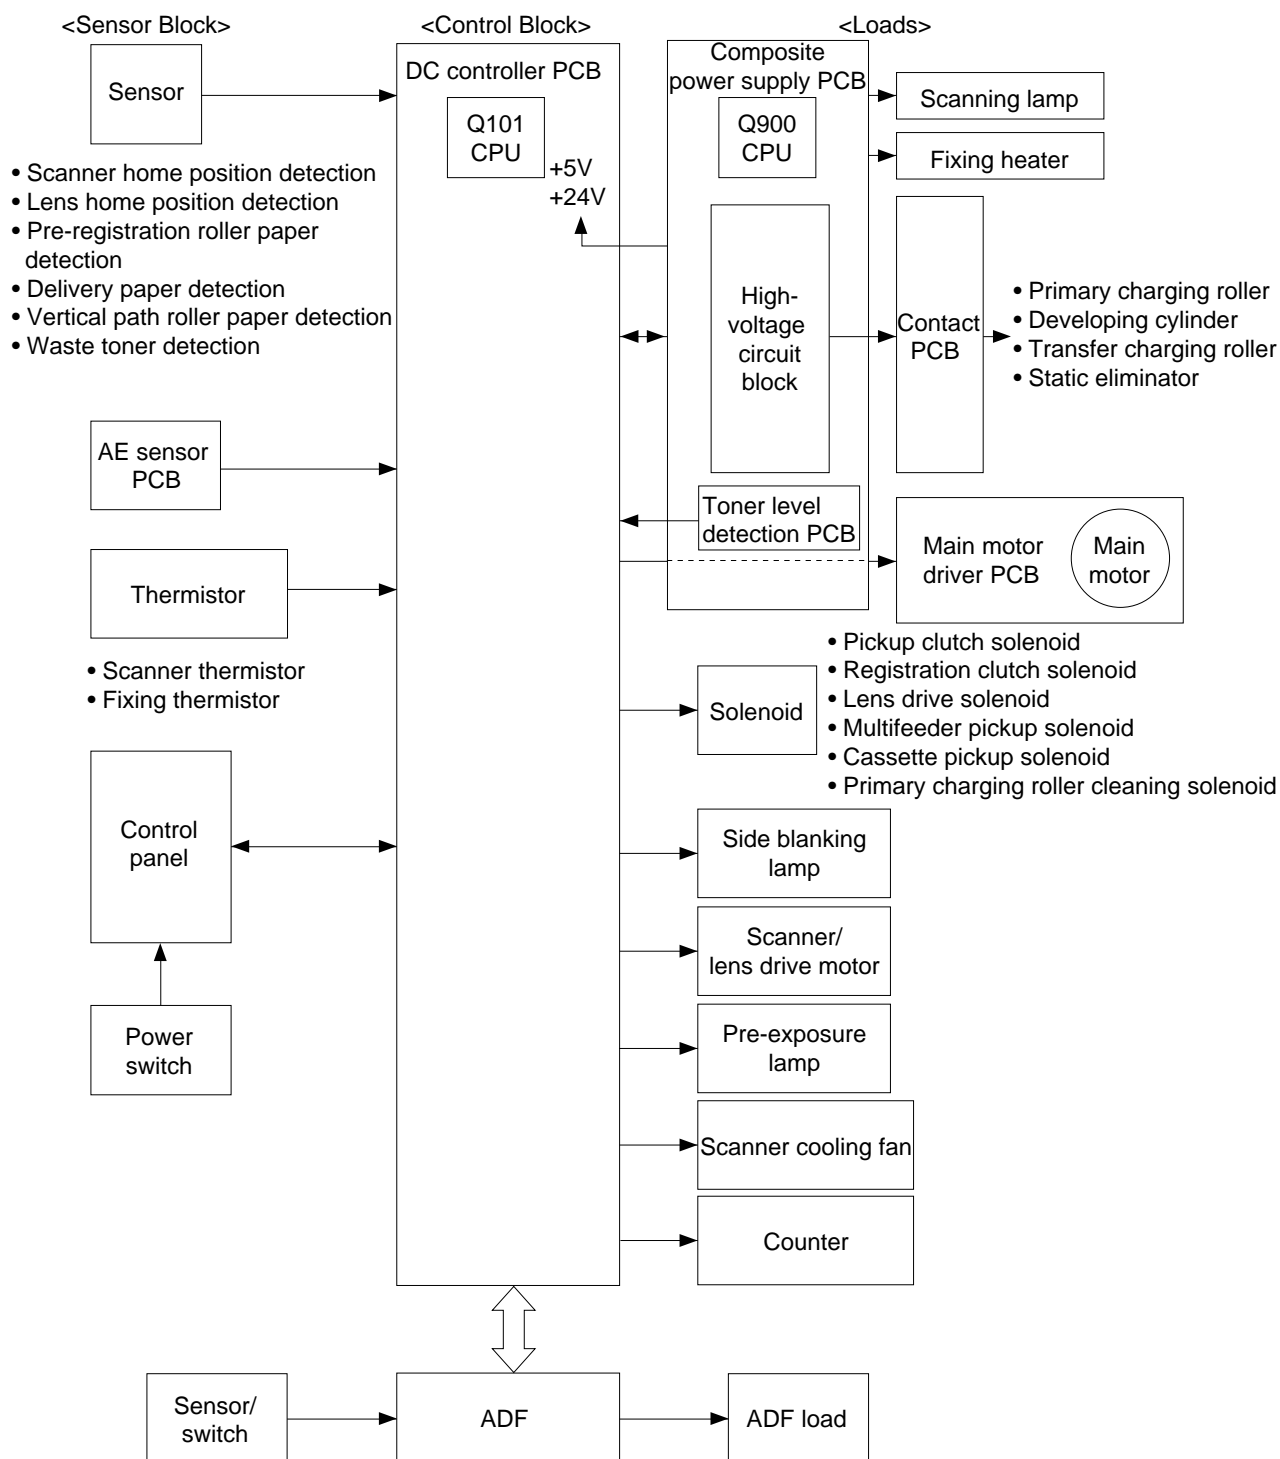 <Sensor Block>
<Control Block>
<Loads>
Sensor
• Scanner home position detection
• Lens home position detection
• Pre-registration roller paper
detection
• Delivery paper detection
• Vertical path roller paper detection
• Waste toner detection
AE sensor
PCB
Thermistor
• Scanner thermistor
• Fixing thermistor
Control
panel
Power
switch
DC controller PCB
Q101
CPU
+5V
+24V
Composite
power supply PCB
Q900
CPU
High-
voltage
circuit
block
Toner level
detection PCB
Scanning lamp
Fixing heater
Contact
PCB
• Primary charging roller
• Developing cylinder
• Transfer charging roller
• Static eliminator
Main motor
driver PCB
Main
motor
Solenoid
• Pickup clutch solenoid
• Registration clutch solenoid
• Lens drive solenoid
• Multifeeder pickup solenoid
• Cassette pickup solenoid
• Primary charging roller cleaning solenoid
Side blanking
lamp
Scanner/
lens drive motor
Pre-exposure
lamp
Scanner cooling fan
Counter
Sensor/
switch
ADF
ADF load